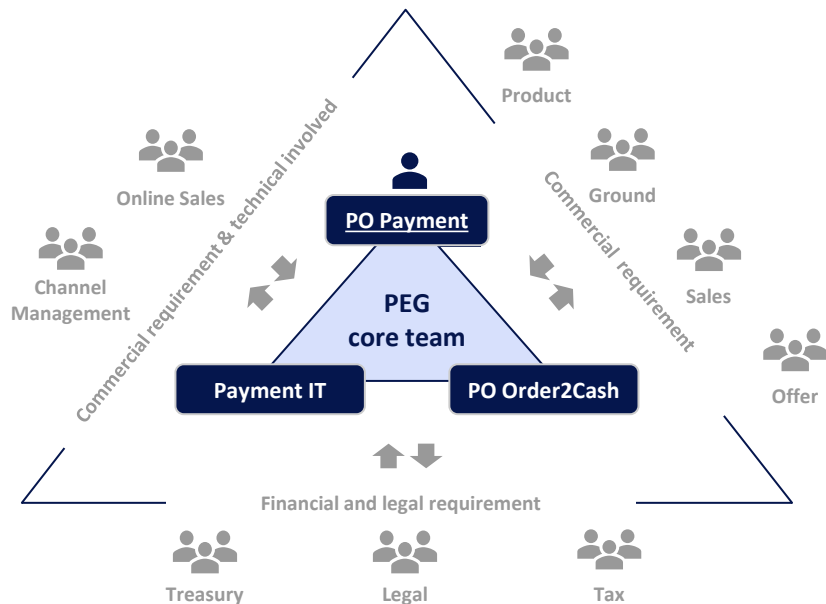 Product
Online Sales
Ground
Commercial requirement & technical involved
PO Payment
Commercial requirement
Channel
Management
Sales
PEG
core team
Payment IT
PO Order2Cash
Offer
Financial and legal requirement
Treasury
Legal
Tax